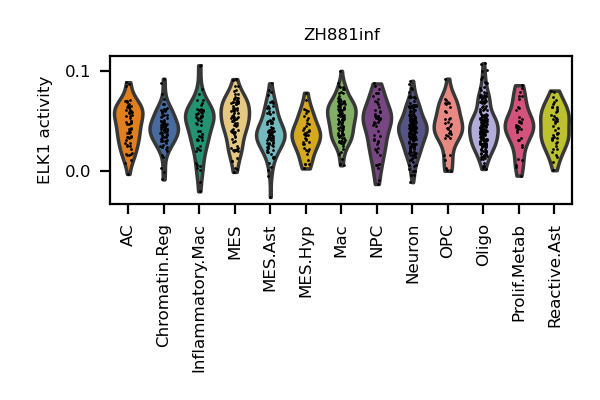 ZH881inf
ELK1 activity
0.1
0.0
AC
Chromatin.Reg
Inflammatory.Mac
MES
MES.Ast
MES.Hyp
Mac
NPC
Neuron
OPC
Oligo
Prolif.Metab
Reactive.Ast